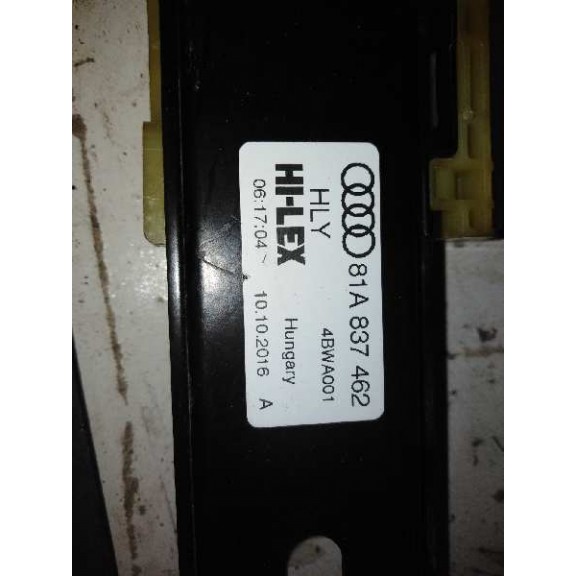 81A 837 462
HLY 4BWA001
HI-LEX Hungary
06:17:04~ 10.10.2016 A